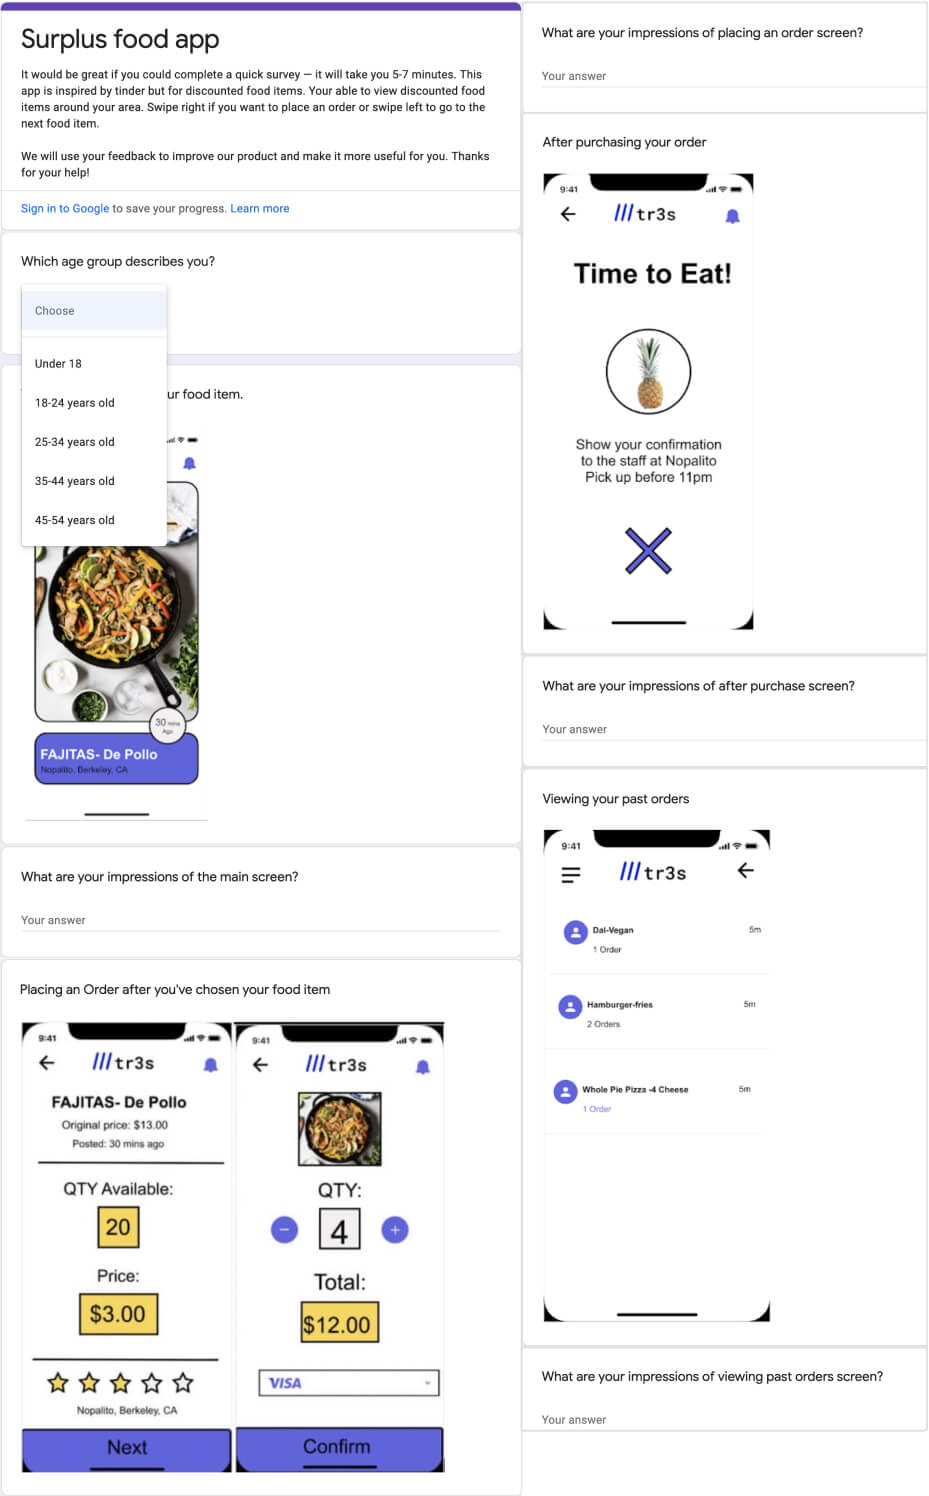 Surplus food app
It would be great if you could complete a quick survey — it will take you 5-7 minutes. This
app is inspired by tinder but for discounted food items. Your able to view discounted food
items around your area. Swipe right if you want to place an order or swipe left to go to the
next food item.
We will use your feedback to improve our product and make it more useful for you. Thanks
for your help!
Sign in to Google to save your progress. Learn more
Which age group describes you?
Choose
Under 18
18-24 years old
25-34 years old
35-44 years old
45-54 years old
ur food item.
30 mins
Ago
FAJITAS- De Pollo
Nopalito, Berkeley, CA
What are your impressions of the main screen?
Your answer
Placing an Order after you've chosen your food item
9:41
tr3s
FAJITAS- De Pollo
Original price: $13.00
Posted: 30 mins ago
QTY Available:
20
Price:
$3.00
Nopalito, Berkeley, CA
Next
9:41
tr3s
QTY:
− 4 +
Total:
$12.00
VISA
Confirm
What are your impressions of placing an order screen?
Your answer
After purchasing your order
9:41
tr3s
Time to Eat!
Show your confirmation
to the staff at Nopalito
Pick up before 11pm
What are your impressions of after purchase screen?
Your answer
Viewing your past orders
9:41
tr3s
Dal-Vegan 5m
1 Order
Hamburger-fries 5m
2 Orders
Whole Pie Pizza -4 Cheese 5m
1 Order
What are your impressions of viewing past orders screen?
Your answer